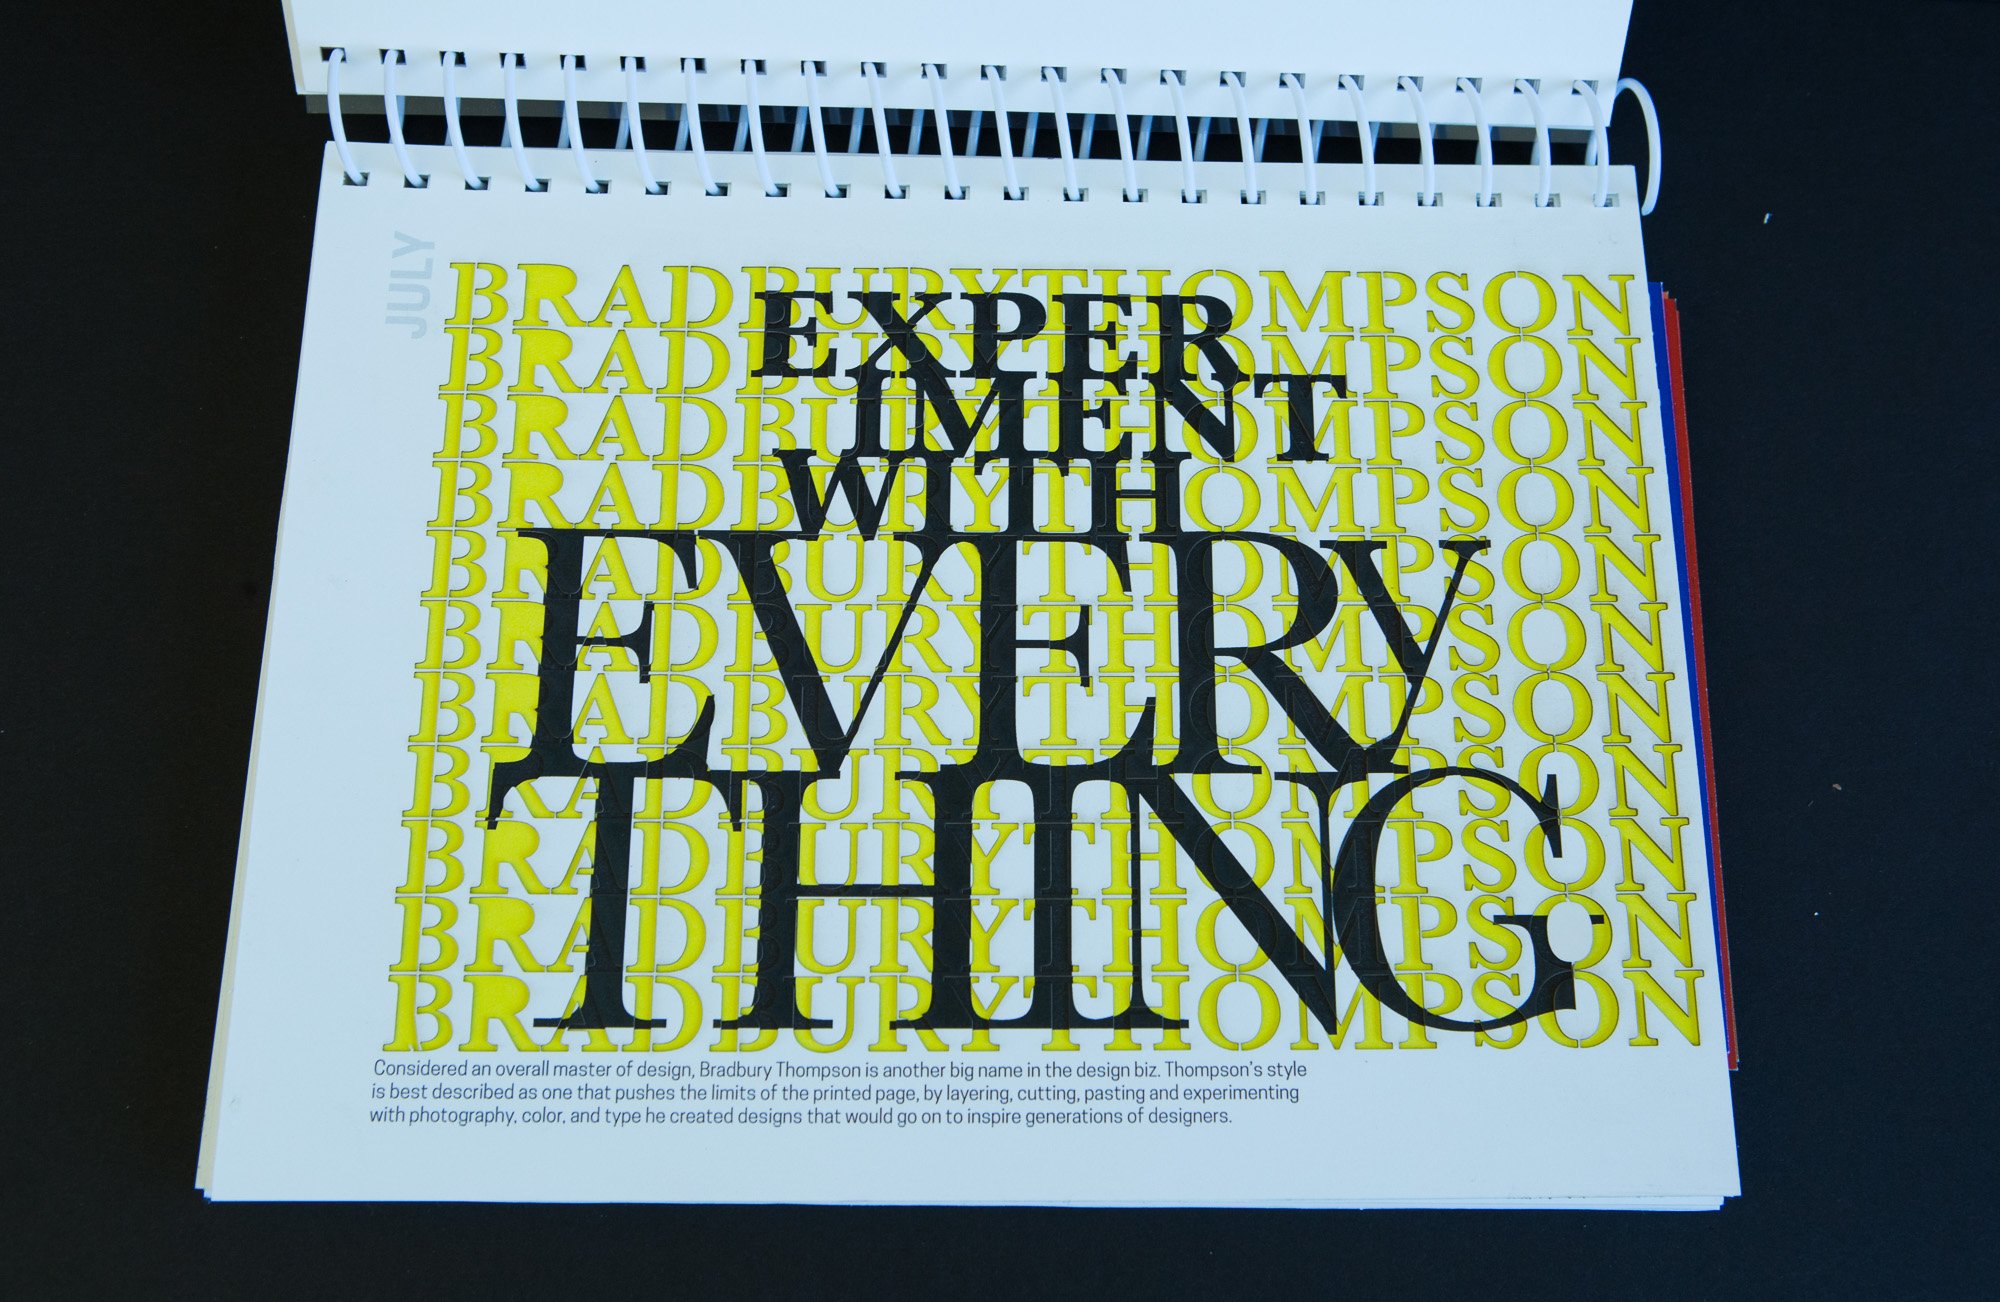 JULY
BRADBURYTHOMPSON
BRADBURYTHOMPSON
BRADBURYTHOMPSON
BRADBURYTHOMPSON
BRADBURYTHOMPSON
BRADBURYTHOMPSON
BRADBURYTHOMPSON
BRADBURYTHOMPSON
BRADBURYTHOMPSON
BRADBURYTHOMPSON
BRADBURYTHOMPSON
EXPER
IMENT
WITH
EVERY
THING
Considered an overall master of design, Bradbury Thompson is another big name in the design biz. Thompson's style
is best described as one that pushes the limits of the printed page, by layering, cutting, pasting and experimenting
with photography, color, and type he created designs that would go on to inspire generations of designers.